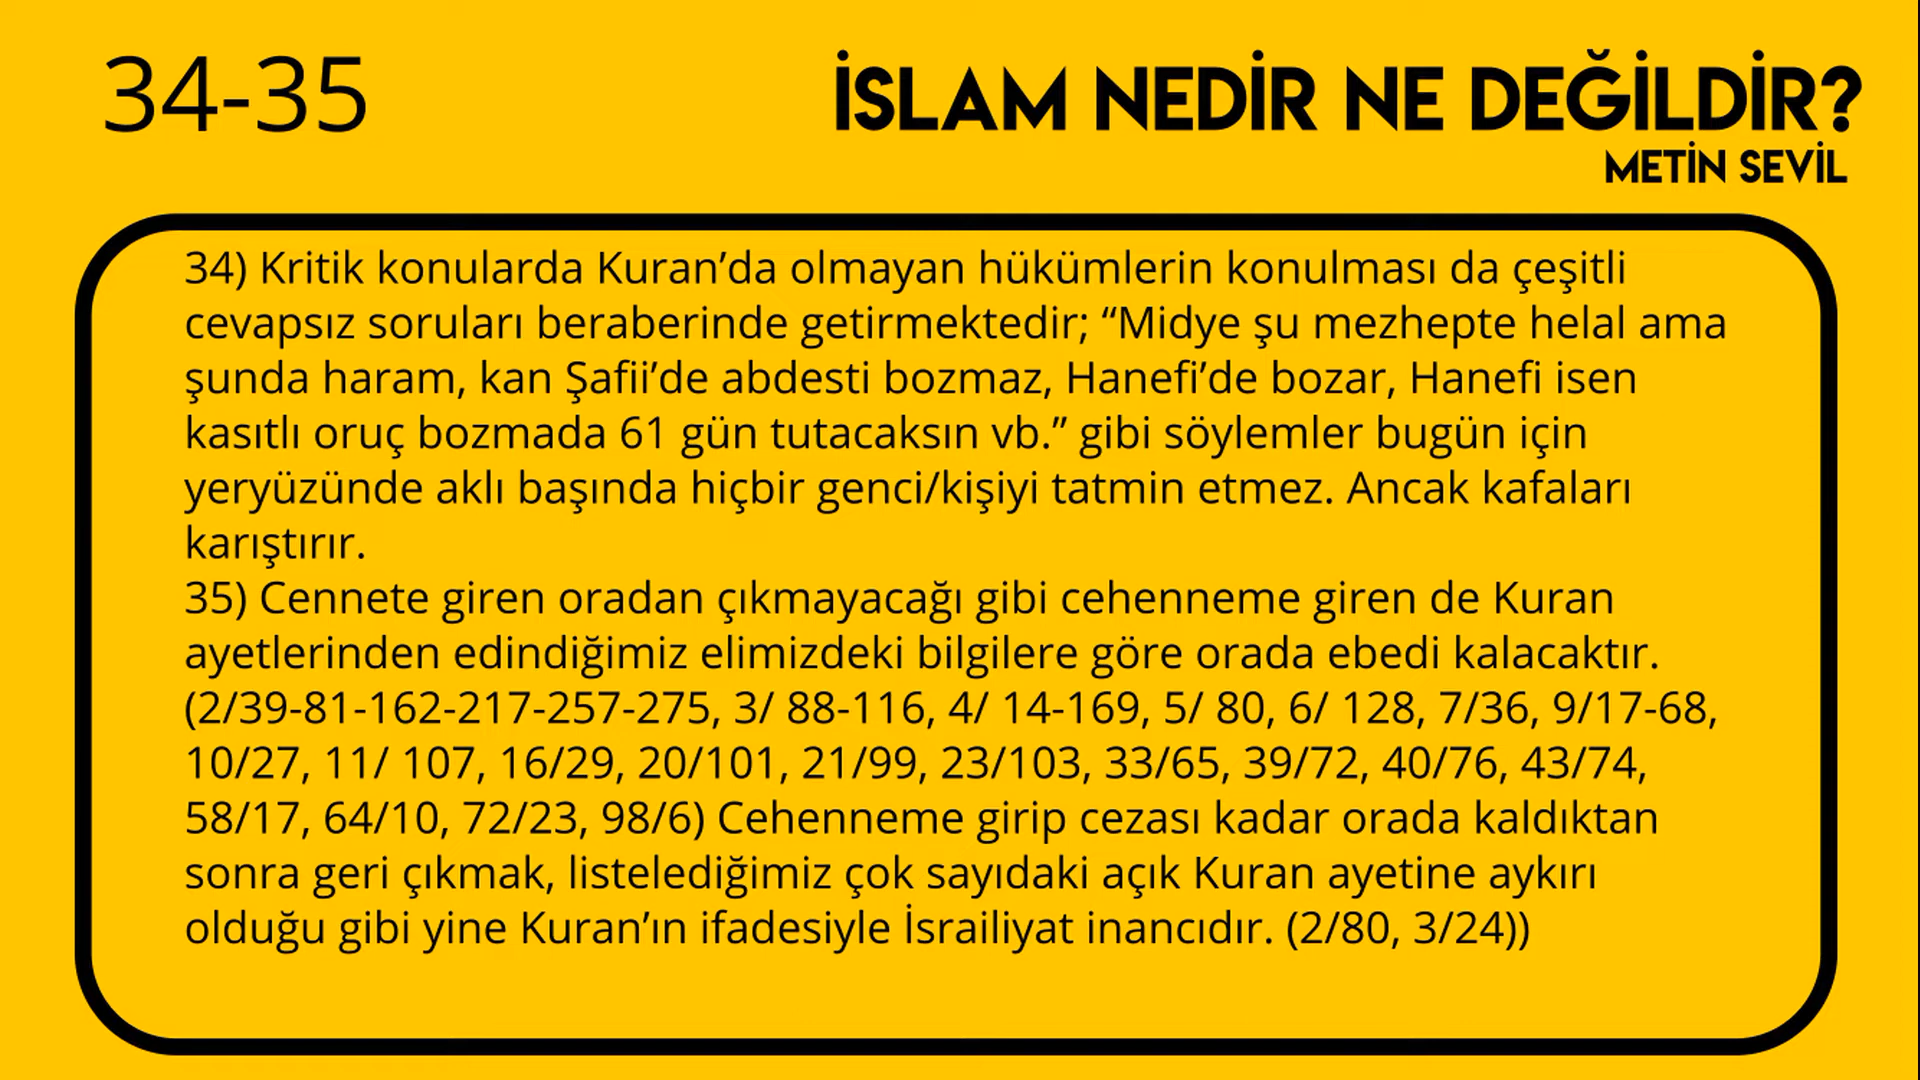 34-35
İSLAM NEDİR NE DEĞİLDİR?
METİN SEVİL
34) Kritik konularda Kuran’da olmayan hükümlerin konulması da çeşitli
cevapsız soruları beraberinde getirmektedir; “Midye şu mezhepte helal ama
şunda haram, kan Şafii’de abdesti bozmaz, Hanefi’de bozar, Hanefi isen
kasıtlı oruç bozmada 61 gün tutacaksın vb.” gibi söylemler bugün için
yeryüzünde aklı başında hiçbir genci/kişiyi tatmin etmez. Ancak kafaları
karıştırır.
35) Cennete giren oradan çıkmayacağı gibi cehenneme giren de Kuran
ayetlerinden edindiğimiz elimizdeki bilgilere göre orada ebedi kalacaktır.
(2/39-81-162-217-257-275, 3/ 88-116, 4/ 14-169, 5/ 80, 6/ 128, 7/36, 9/17-68,
10/27, 11/ 107, 16/29, 20/101, 21/99, 23/103, 33/65, 39/72, 40/76, 43/74,
58/17, 64/10, 72/23, 98/6) Cehenneme girip cezası kadar orada kaldıktan
sonra geri çıkmak, listelediğimiz çok sayıdaki açık Kuran ayetine aykırı
olduğu gibi yine Kuran’ın ifadesiyle İsrailiyat inancıdır. (2/80, 3/24))